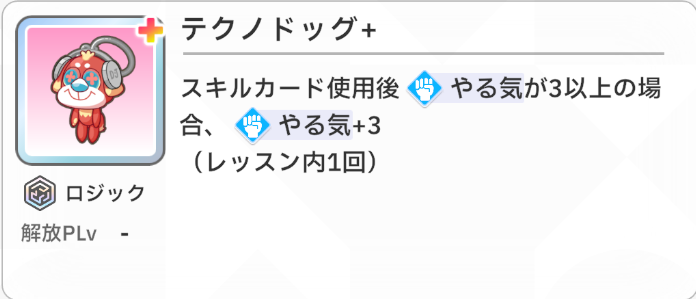 テクノドッグ+
スキルカード使用後 やる気が3以上の場
合、 やる気+3
（レッスン内1回）
ロジック
解放PLv -